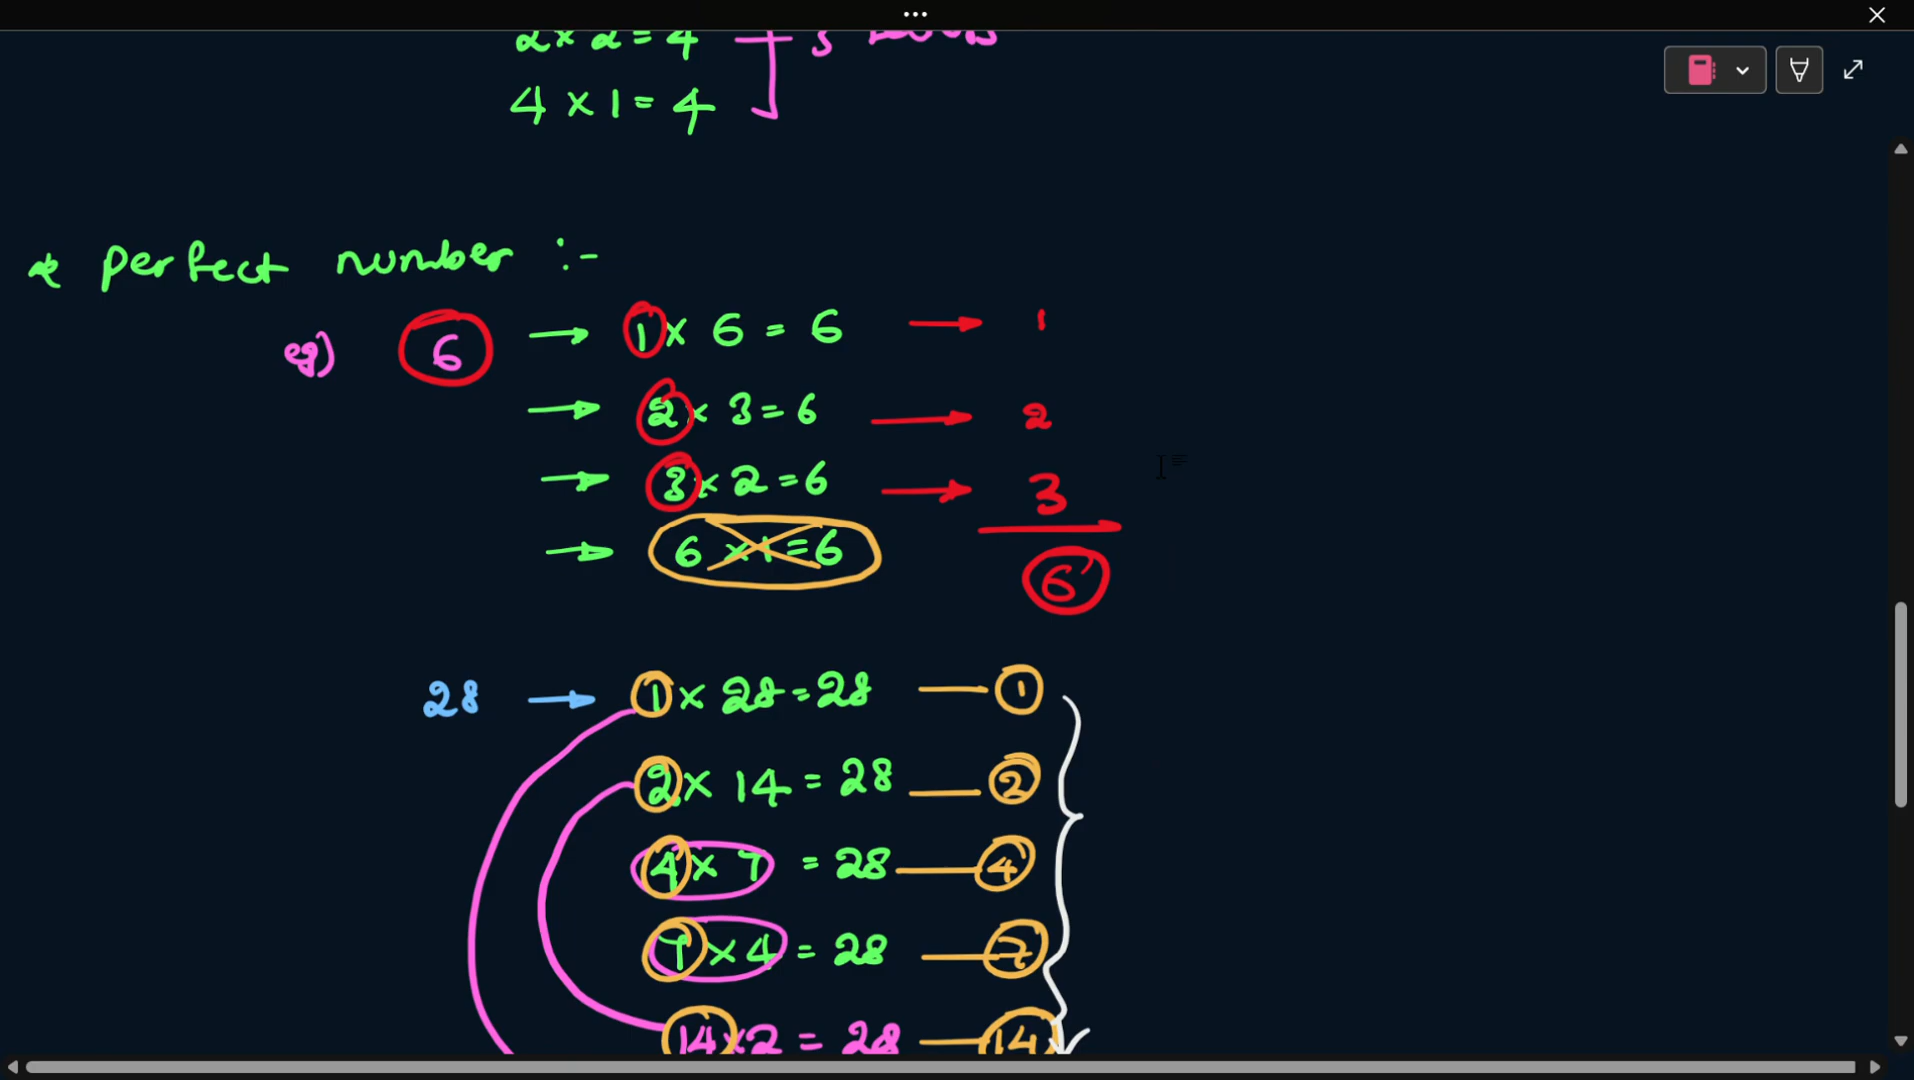 2 × 2 = 4 3
4 × 1 = 4
* Perfect number :-
eg) 6 → 1 × 6 = 6 → 1
→ 2 × 3 = 6 → 2
→ 3 × 2 = 6 → 3
→ 6 × 1 = 6 6
28 → 1 × 28 = 28 — 1
2 × 14 = 28 — 2
4 × 7 = 28 — 4
7 × 4 = 28 — 7
14 × 2 = 28 — 14